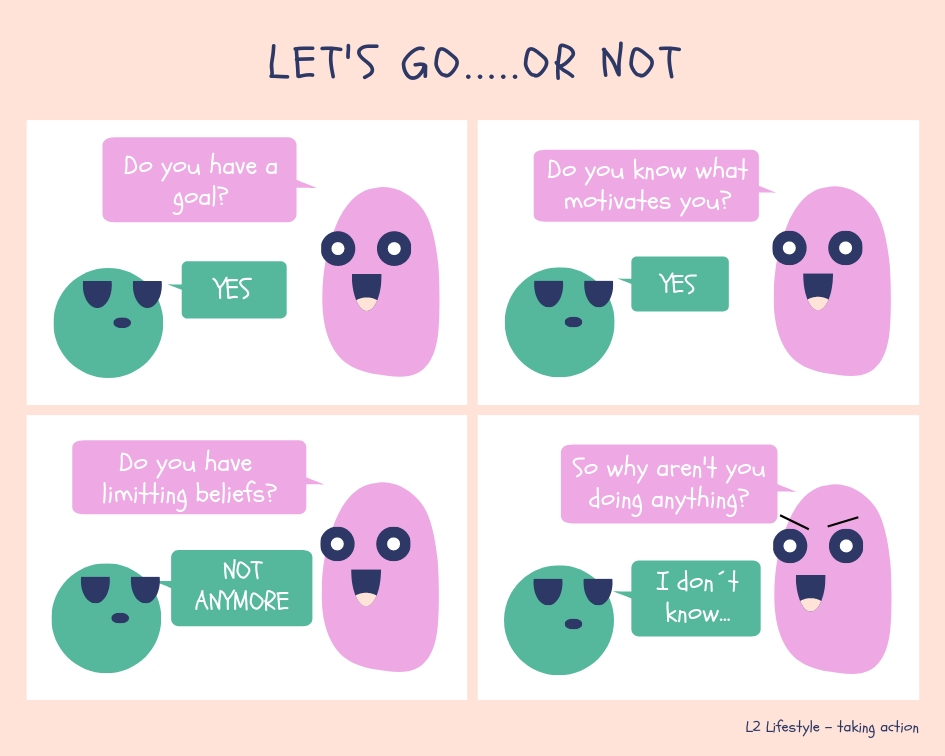 LET'S GO.....OR NOT
Do you have a
goal?
YES
Do you know what
motivates you?
YES
Do you have
limitting beliefs?
NOT
ANYMORE
So why aren't you
doing anything?
I don´t
know...
L2 Lifestyle - taking action